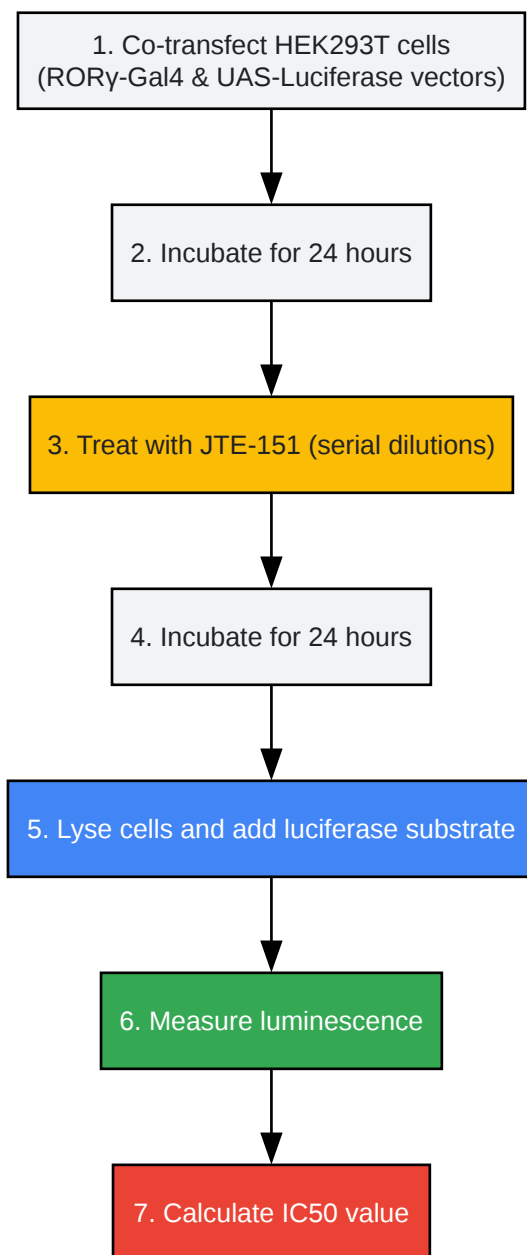 1. Co-transfect HEK293T cells
(RORγ-Gal4 & UAS-Luciferase vectors)
2. Incubate for 24 hours
3. Treat with JTE-151 (serial dilutions)
4. Incubate for 24 hours
5. Lyse cells and add luciferase substrate
6. Measure luminescence
7. Calculate IC50 value